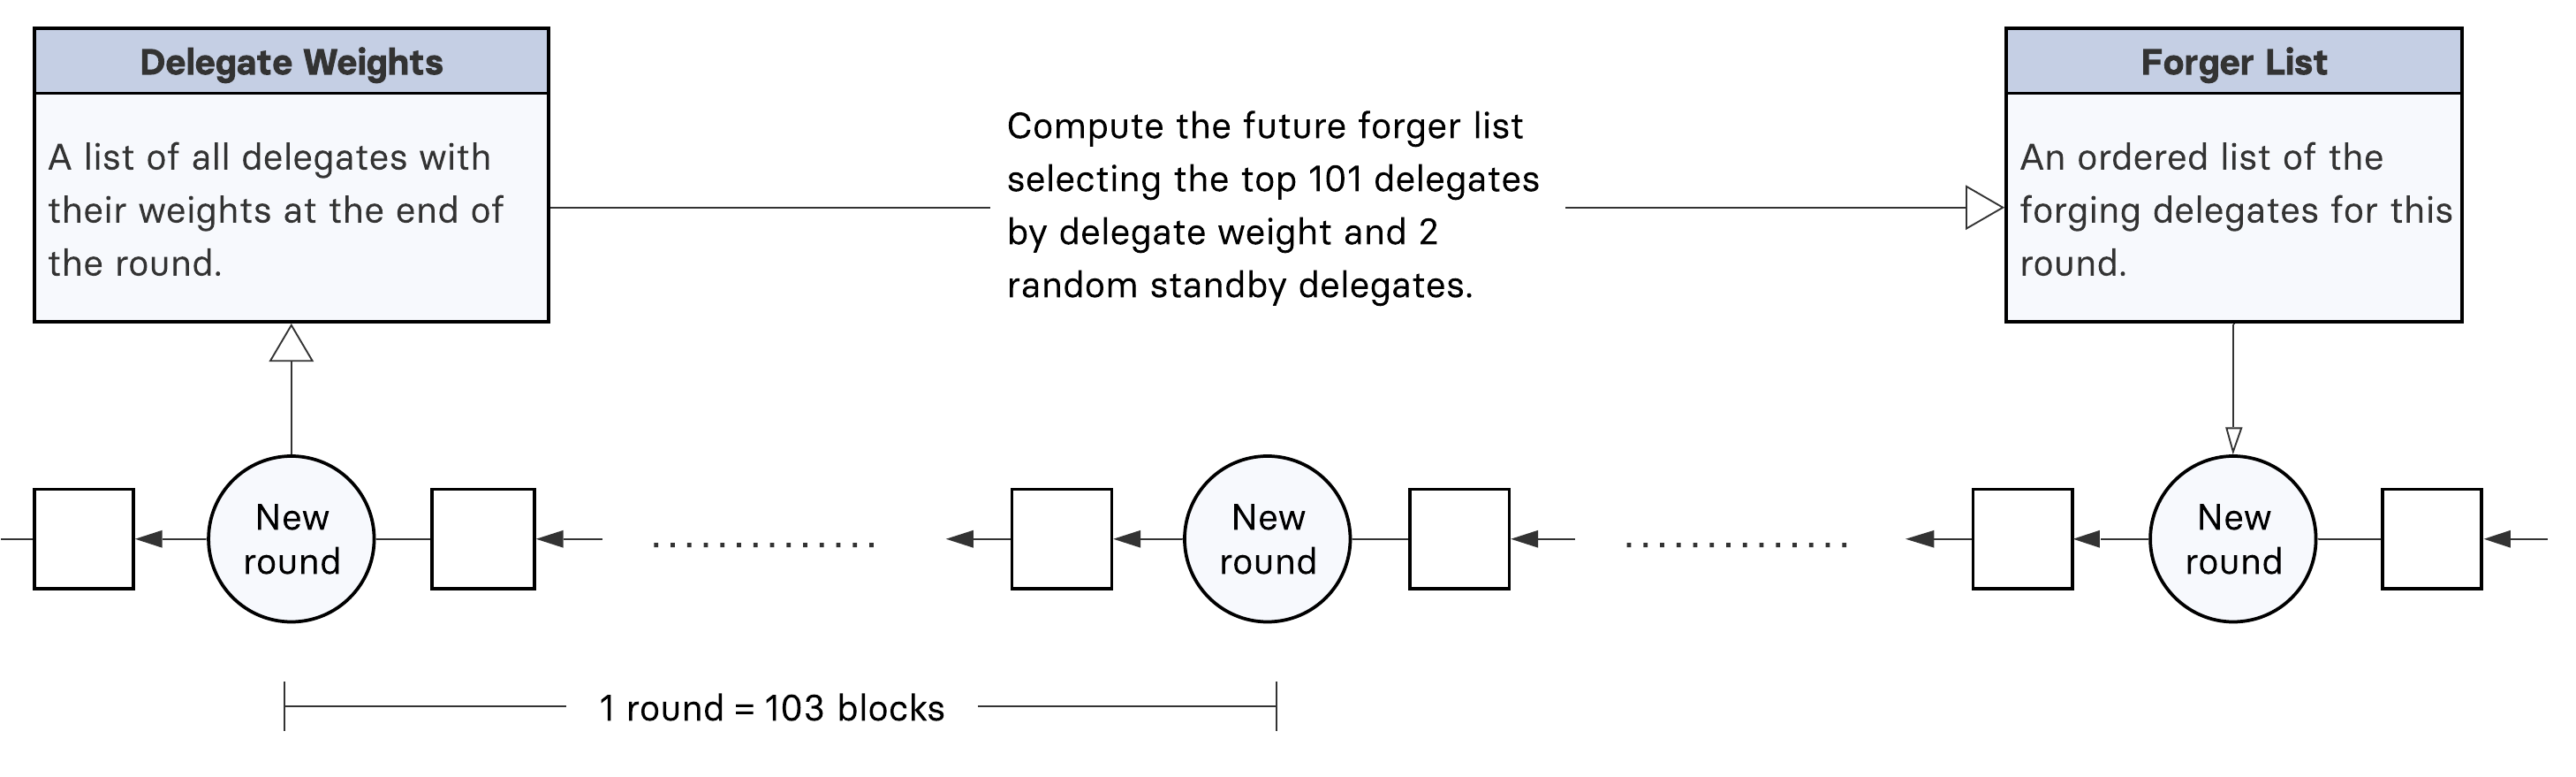 Delegate Weights
A list of all delegates with
their weights at the end of
the round.
Compute the future forger list
selecting the top 101 delegates
by delegate weight and 2
random standby delegates.
Forger List
An ordered list of the
forging delegates for this
round.
New
round
New
round
New
round
1 round = 103 blocks